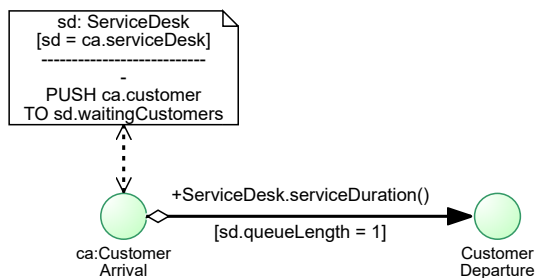 sd: ServiceDesk
[sd = ca.serviceDesk]
---------------------------
-
PUSH ca.customer
TO sd.waitingCustomers
+ServiceDesk.serviceDuration()
[sd.queueLength = 1]
ca:Customer
Arrival
Customer
Departure